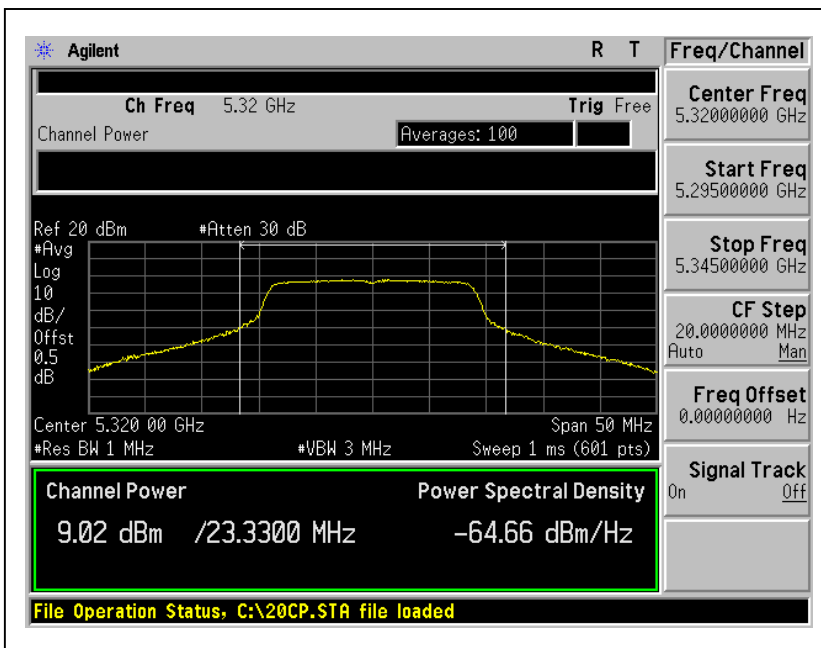 Agilent R T
Freq/Channel
Ch Freq 5.32 GHz Trig Free
Channel Power Averages: 100
Ref 20 dBm #Atten 30 dB
#Avg
Log
10
dB/
Offst
0.5
dB
Center 5.320 00 GHz Span 50 MHz
#Res BW 1 MHz #VBW 3 MHz Sweep 1 ms (601 pts)
Channel Power Power Spectral Density
9.02 dBm /23.3300 MHz -64.66 dBm/Hz
File Operation Status, C:\20CP.STA file loaded
Center Freq
5.32000000 GHz
Start Freq
5.29500000 GHz
Stop Freq
5.34500000 GHz
CF Step
20.0000000 MHz
Auto Man
Freq Offset
0.00000000 Hz
Signal Track
On Off